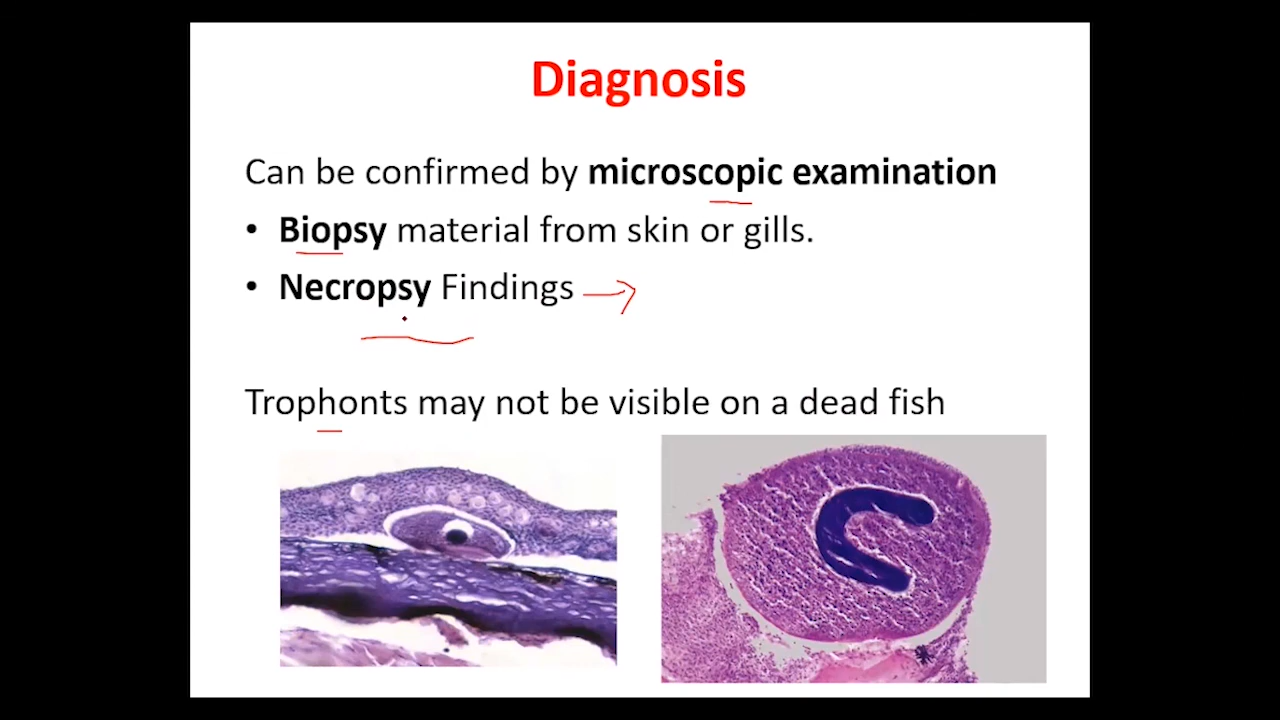 Diagnosis
Can be confirmed by microscopic examination
• Biopsy material from skin or gills.
• Necropsy Findings
Trophonts may not be visible on a dead fish